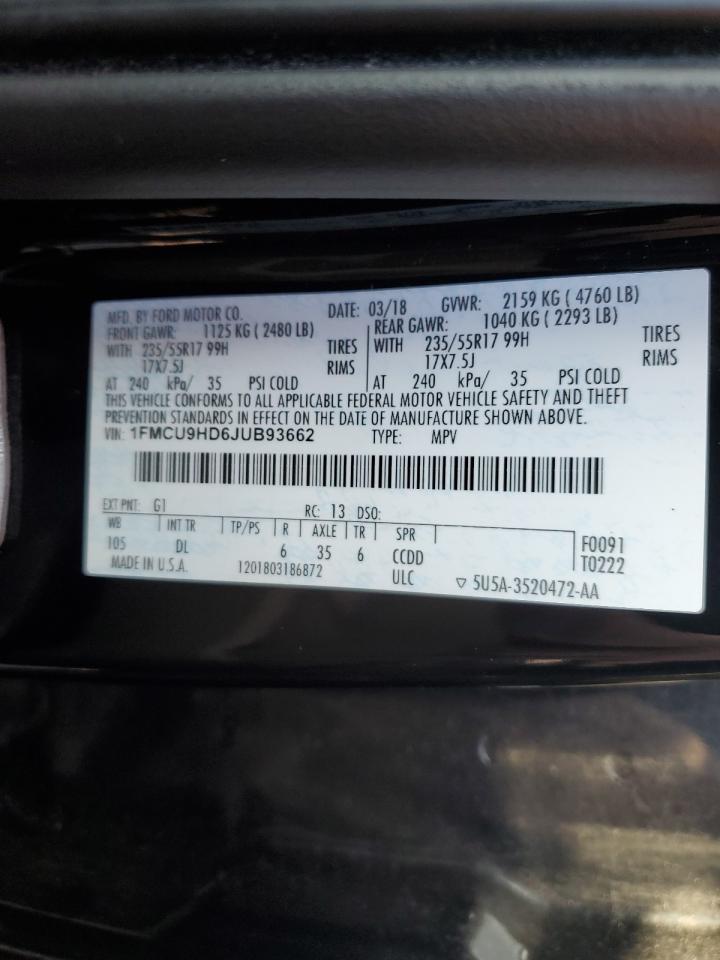 MFD. BY FORD MOTOR CO. DATE: 03/18 GVWR: 2159 KG ( 4760 LB)
FRONT GAWR: 1125 KG ( 2480 LB) REAR GAWR: 1040 KG ( 2293 LB)
WITH 235/55R17 99H TIRES WITH 235/55R17 99H TIRES
17X7.5J RIMS 17X7.5J RIMS
AT 240 kPa/ 35 PSI COLD AT 240 kPa/ 35 PSI COLD
THIS VEHICLE CONFORMS TO ALL APPLICABLE FEDERAL MOTOR VEHICLE SAFETY AND THEFT
PREVENTION STANDARDS IN EFFECT ON THE DATE OF MANUFACTURE SHOWN ABOVE.
VIN: 1FMCU9HD6JUB93662 TYPE: MPV
EXT PNT: G1 RC: 13 DSO:
WB INT TR TP/PS R AXLE TR SPR
105 DL 6 35 6 CCDD F0091
MADE IN U.S.A. 1201803186872 ULC T0222
5U5A-3520472-AA